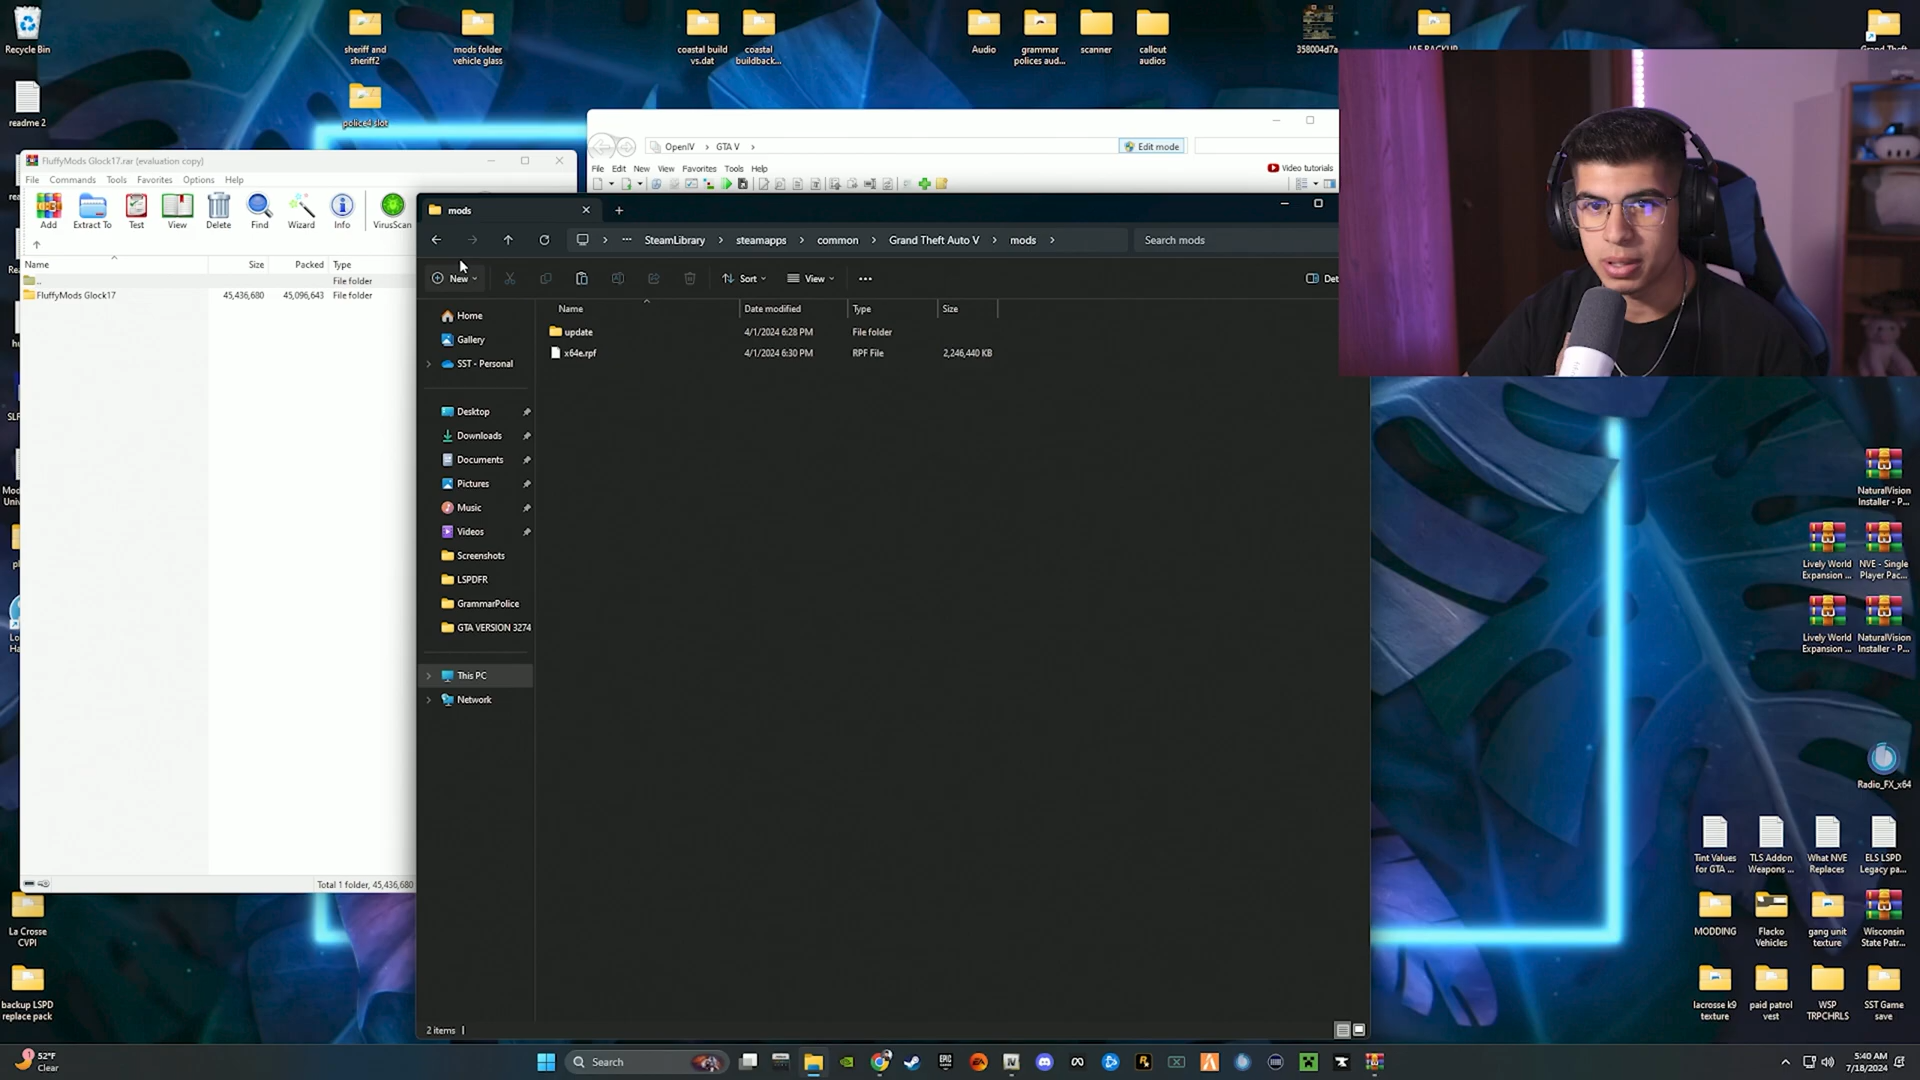 Recycle Bin
sheriff and
sheriff2
mods folder
vehicle glass
coastal build
vs.dat
coastal
buildback...
Audio
grammar
polices aud...
scanner
callout
audios
358004d7a
readme 2
police4 slot
FluffyMods Glock17.rar (evaluation copy)
File Commands Tools Favorites Options Help
Add
Extract To
Test
View
Delete
Find
Wizard
Info
VirusScan
Name
Size
Packed
Type
..
File folder
FluffyMods Glock17
45,436,680
45,096,643
File folder
Total 1 folder, 45,436,680
OpenIV
GTA V
Edit mode
File Edit New View Favorites Tools Help
Video tutorials
mods
SteamLibrary
steamapps
common
Grand Theft Auto V
mods
Search mods
New
Sort
View
Home
Gallery
SST - Personal
Desktop
Downloads
Documents
Pictures
Music
Videos
Screenshots
LSPDFR
GrammarPolice
GTA VERSION 3274
This PC
Network
Name
Date modified
Type
Size
update
4/1/2024 6:28 PM
File folder
x64e.rpf
4/1/2024 6:30 PM
RPF File
2,246,440 KB
2 items
La Crosse
CVPI
backup LSPD
replace pack
NaturalVision
Installer - P...
Lively World
Expansion ...
NVE - Single
Player Pac...
Lively World
Expansion ...
NaturalVision
Installer - P...
Radio_FX_x64
Tint Values
for GTA ...
TLS Addon
Weapons ...
What NVE
Replaces
ELS LSPD
Legacy pa...
MODDING
Flacko
Vehicles
gang unit
texture
Wisconsin
State Patr...
lacrosse k9
texture
paid patrol
vest
WSP
TRPCHRLS
SST Game
save
52°F
Clear
Search
5:40 AM
7/18/2024